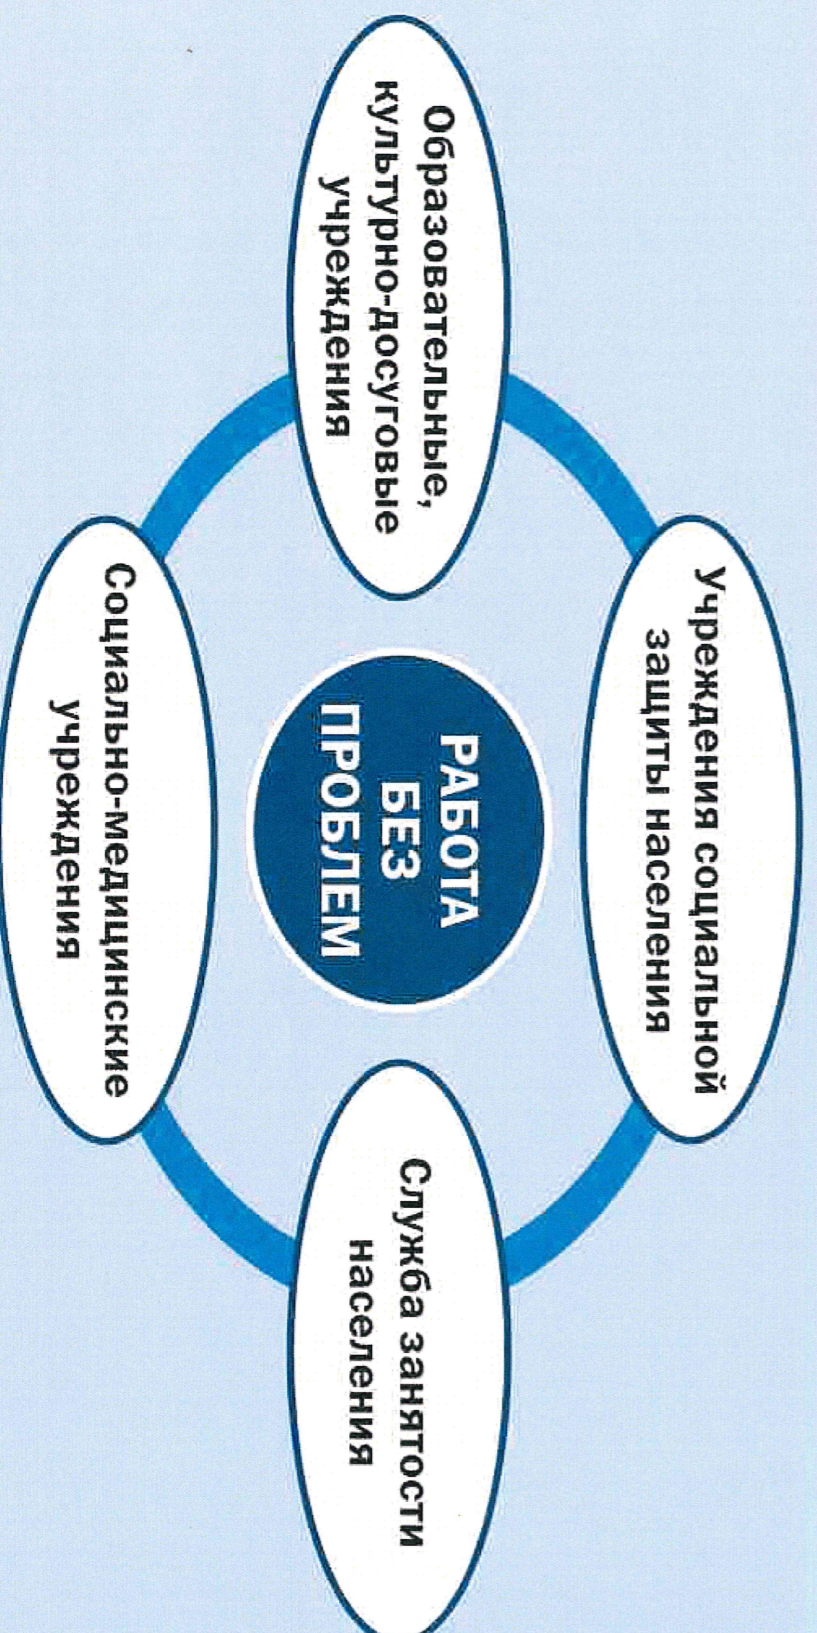 Учреждения социальной
защиты населения
Образовательные,
культурно-досуговые
учреждения
РАБОТА
БЕЗ
ПРОБЛЕМ
Служба занятости
населения
Социально-медицинские
учреждения